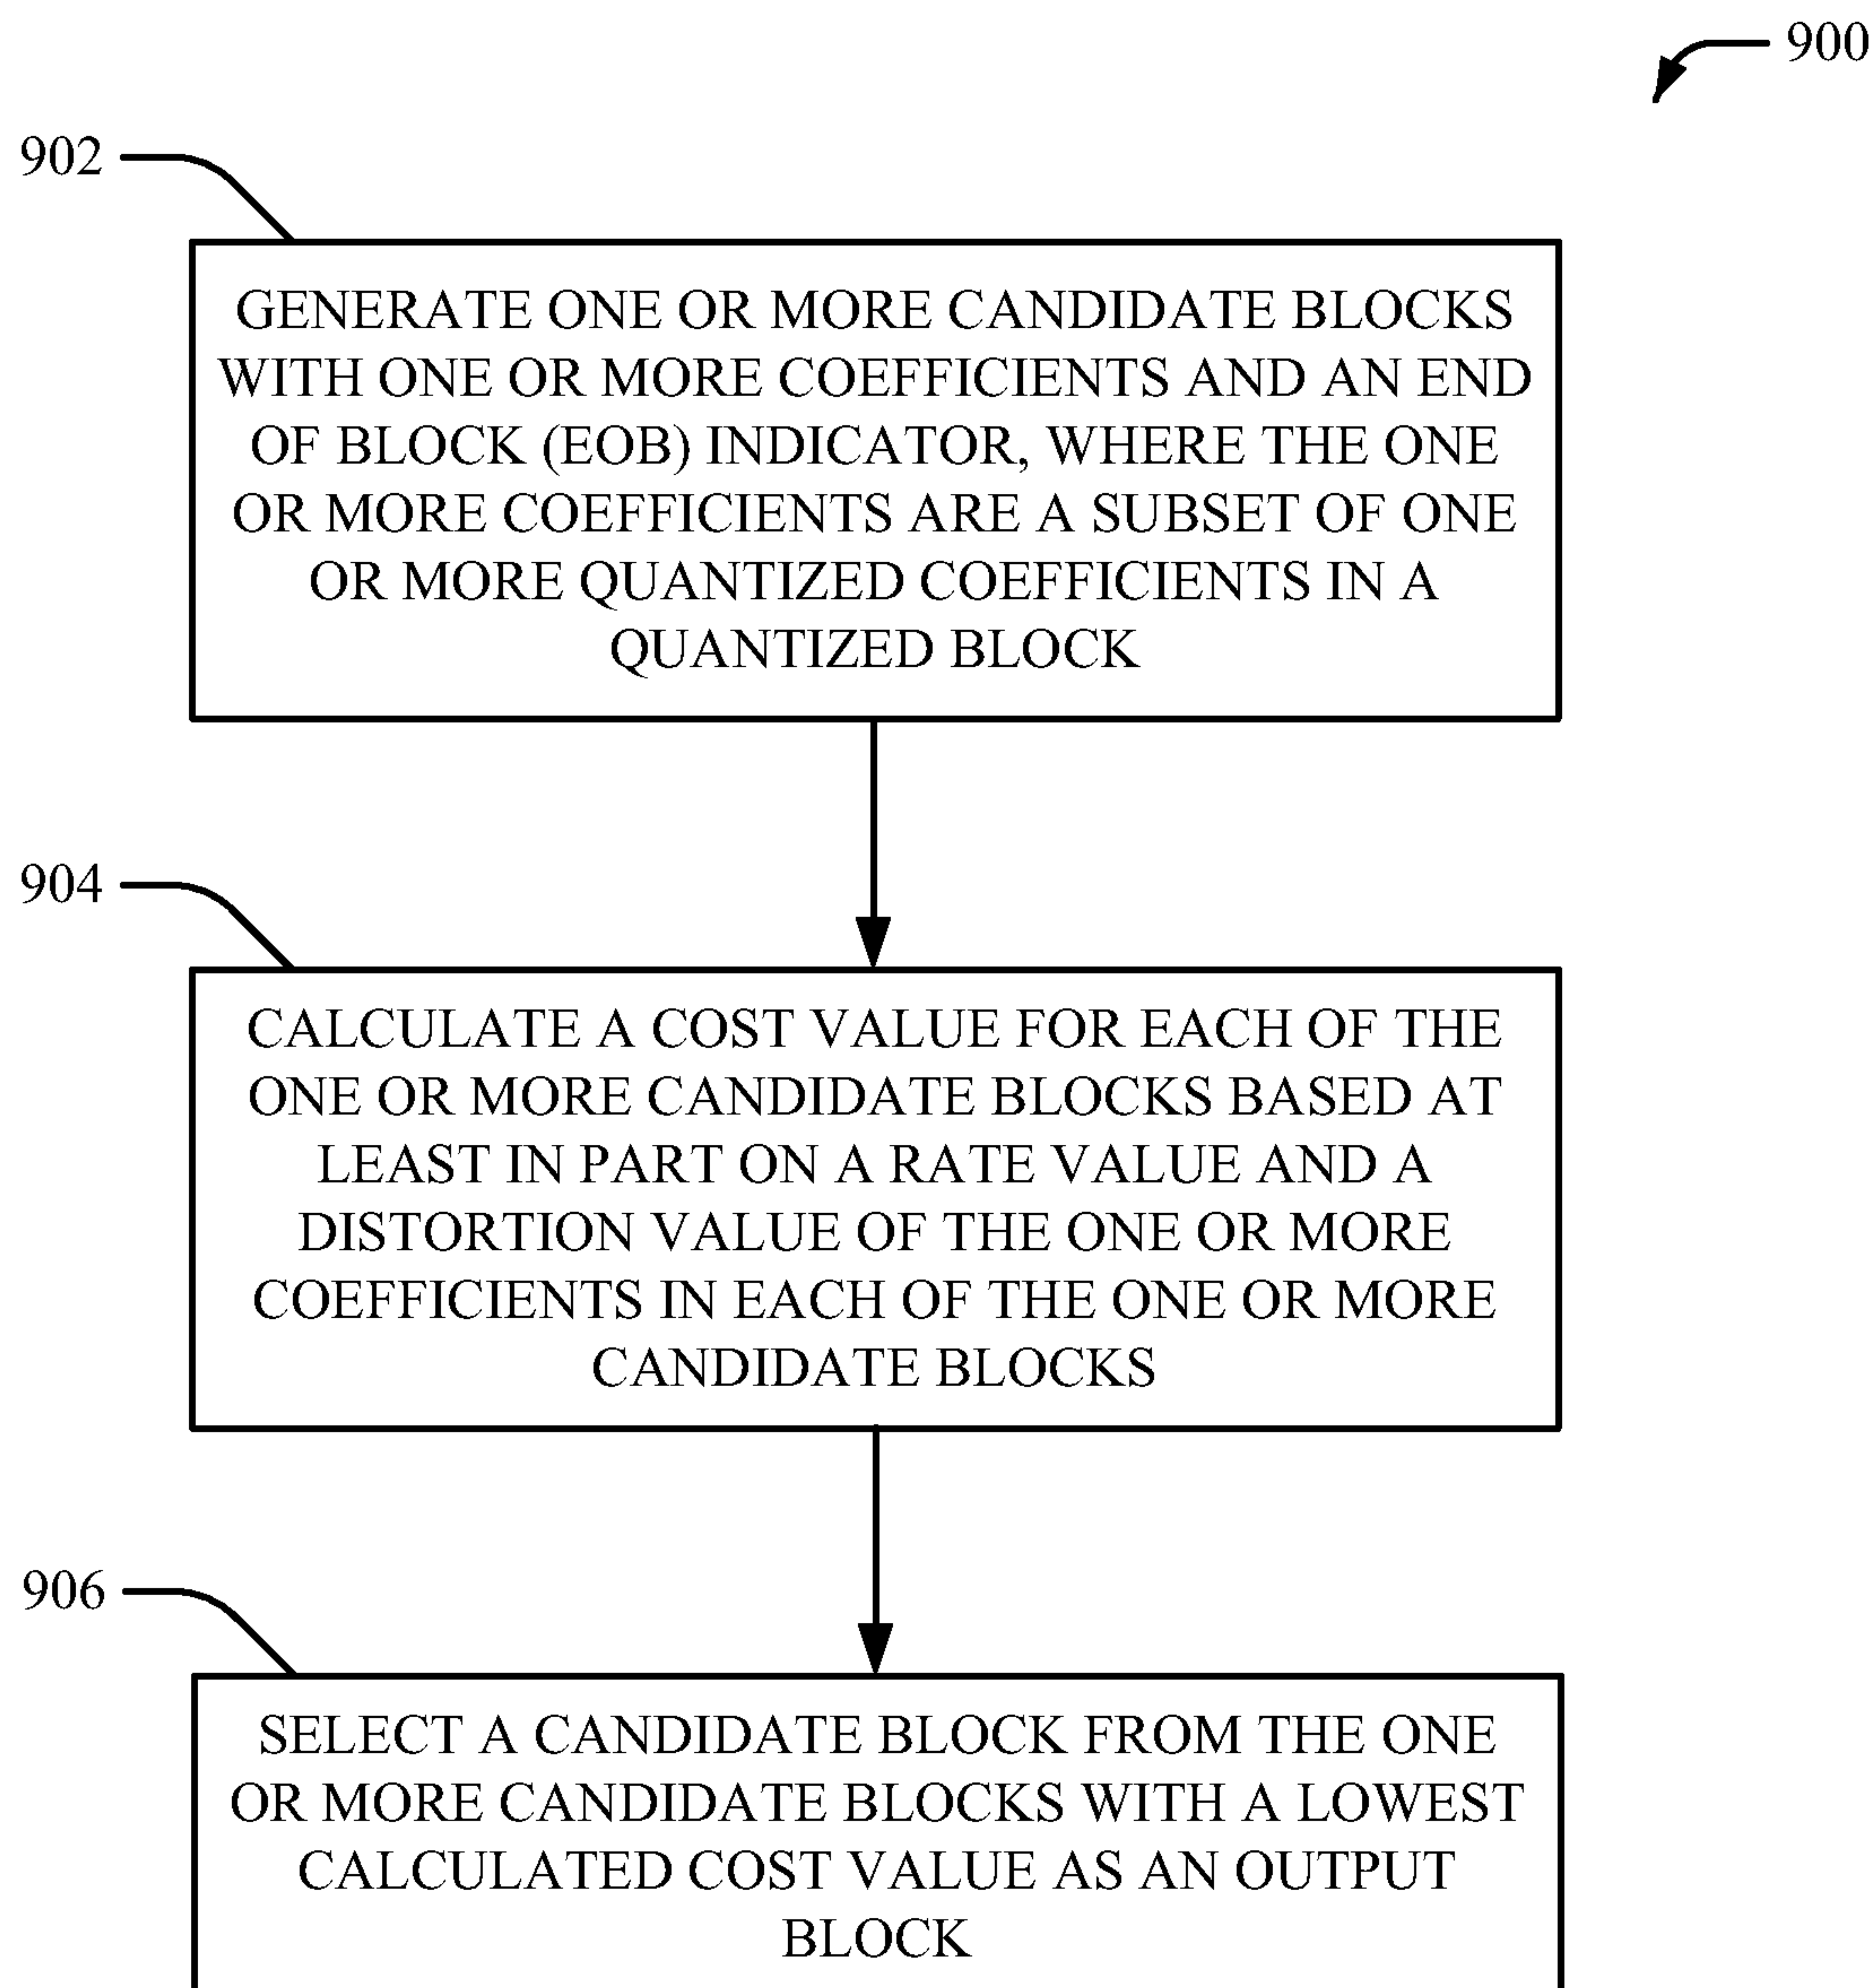 900
902
GENERATE ONE OR MORE CANDIDATE BLOCKS
WITH ONE OR MORE COEFFICIENTS AND AN END
OF BLOCK (EOB) INDICATOR, WHERE THE ONE
OR MORE COEFFICIENTS ARE A SUBSET OF ONE
OR MORE QUANTIZED COEFFICIENTS IN A
QUANTIZED BLOCK
904
CALCULATE A COST VALUE FOR EACH OF THE
ONE OR MORE CANDIDATE BLOCKS BASED AT
LEAST IN PART ON A RATE VALUE AND A
DISTORTION VALUE OF THE ONE OR MORE
COEFFICIENTS IN EACH OF THE ONE OR MORE
CANDIDATE BLOCKS
906
SELECT A CANDIDATE BLOCK FROM THE ONE
OR MORE CANDIDATE BLOCKS WITH A LOWEST
CALCULATED COST VALUE AS AN OUTPUT
BLOCK